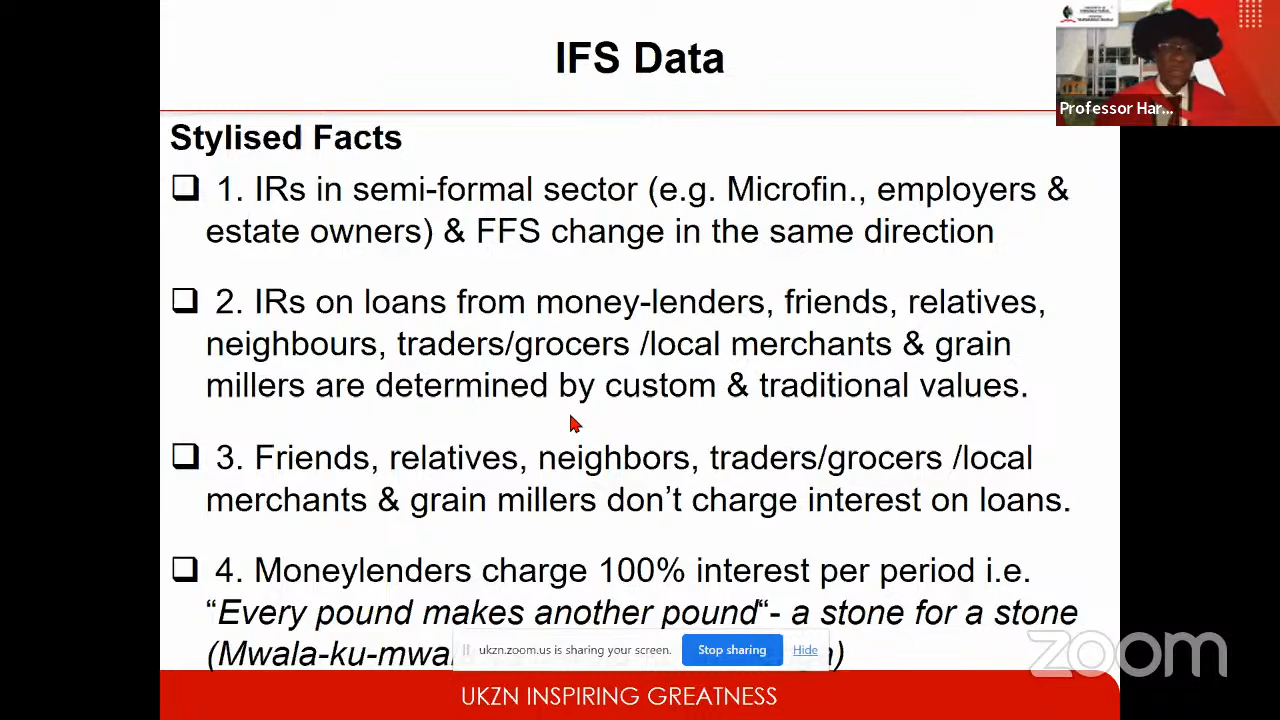 IFS Data
Professor Har...
Stylised Facts
1. IRs in semi-formal sector (e.g. Microfin., employers &
estate owners) & FFS change in the same direction
2. IRs on loans from money-lenders, friends, relatives,
neighbours, traders/grocers /local merchants & grain
millers are determined by custom & traditional values.
3. Friends, relatives, neighbors, traders/grocers /local
merchants & grain millers don’t charge interest on loans.
4. Moneylenders charge 100% interest per period i.e.
“Every pound makes another pound“- a stone for a stone
(Mwala-ku-
ukzn.zoom.us is sharing your screen.
Stop sharing
Hide
zoom
UKZN INSPIRING GREATNESS